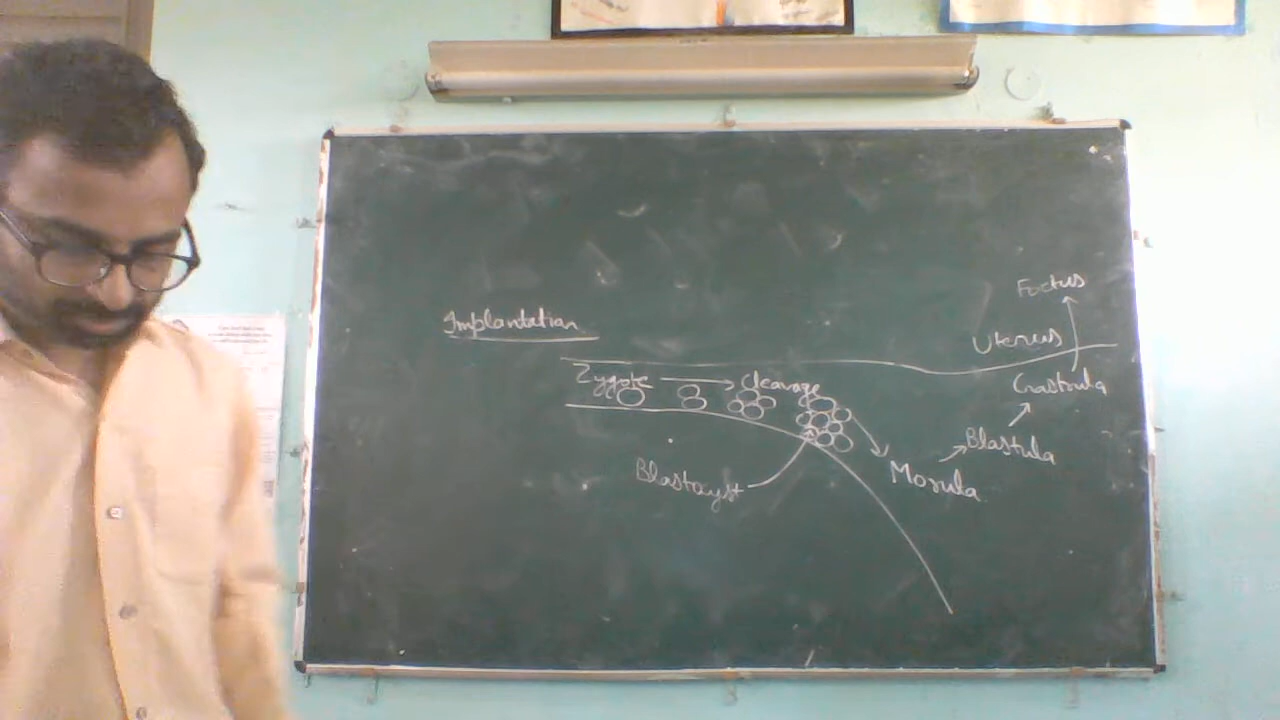 Foetus
Implantation
Uterus
Zygote → Cleavage
Gastrula
Blastula
Blastocyst
Morula